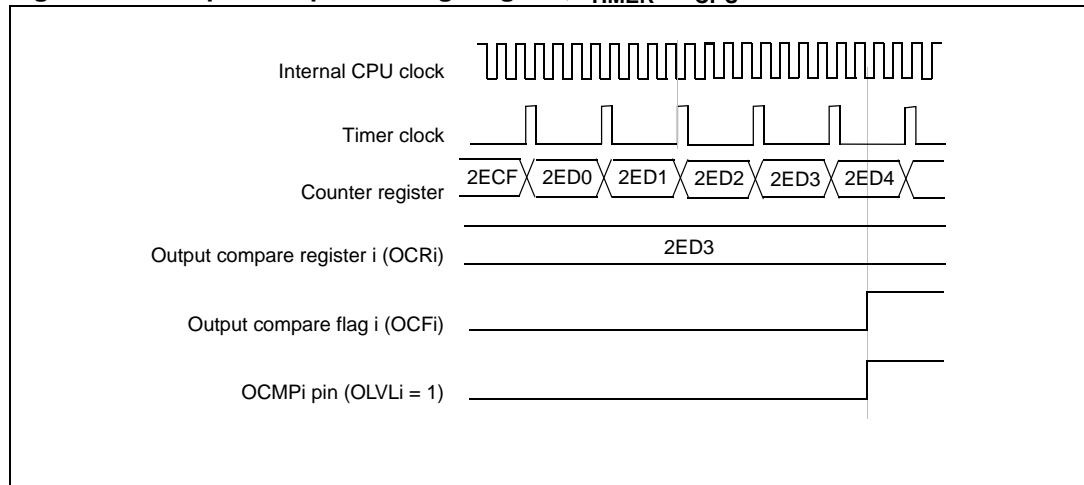 Internal CPU clock
Timer clock
Counter register
2ECF 2ED0 2ED1 2ED2 2ED3 2ED4
Output compare register i (OCRi)
2ED3
Output compare flag i (OCFi)
OCMPi pin (OLVLi = 1)